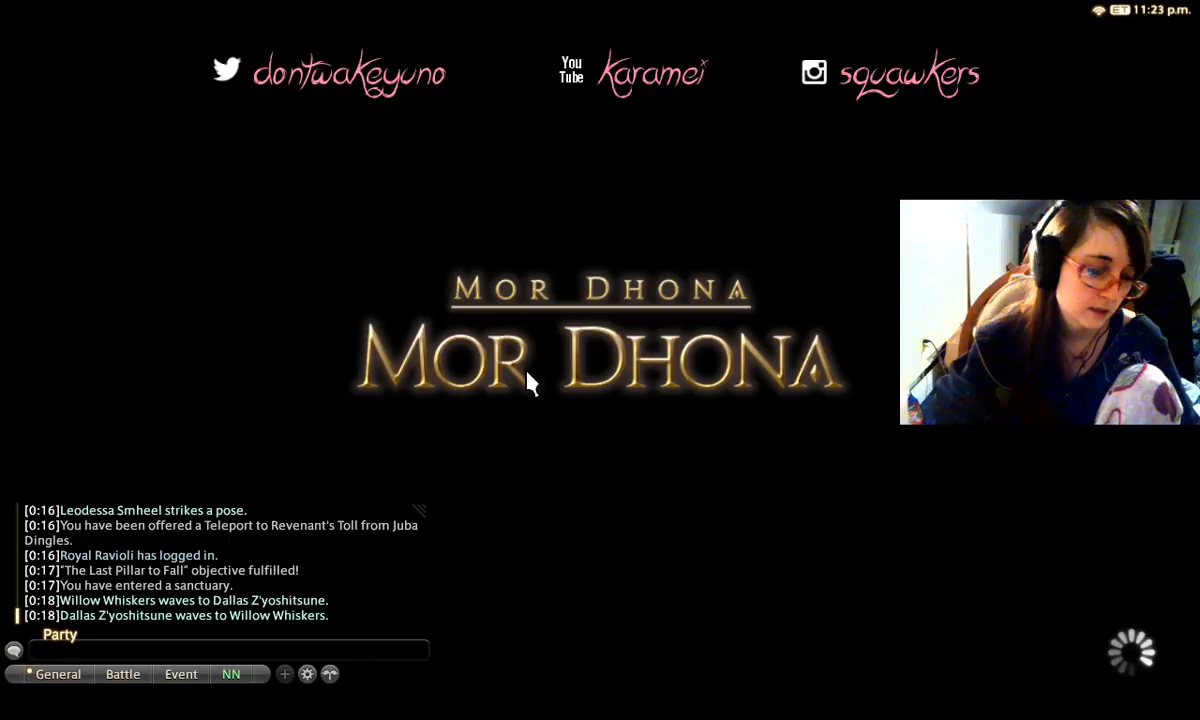 ET 11:23 p.m.
dontwakeyuno
You Tube karamei
squawkers
MOR DHONA
MOR DHONA
[0:16]Leodessa Smheel strikes a pose.
[0:16]You have been offered a Teleport to Revenant's Toll from Juba
Dingles.
[0:16]Royal Ravioli has logged in.
[0:17]"The Last Pillar to Fall" objective fulfilled!
[0:17]You have entered a sanctuary.
[0:18]Willow Whiskers waves to Dallas Z'yoshitsune.
[0:18]Dallas Z'yoshitsune waves to Willow Whiskers.
Party
General Battle Event NN